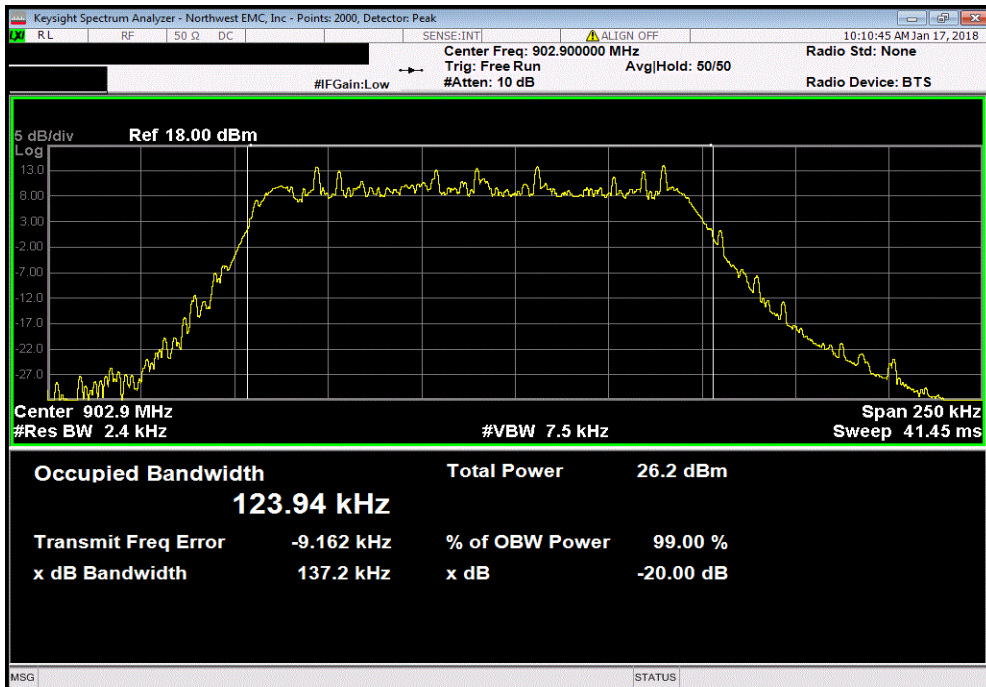 Keysight Spectrum Analyzer - Northwest EMC, Inc - Points: 2000, Detector: Peak
LXI RL RF 50 Ω DC SENSE:INT ALIGN OFF 10:10:45 AM Jan 17, 2018
Center Freq: 902.900000 MHz Radio Std: None
Trig: Free Run Avg|Hold: 50/50
#IFGain:Low #Atten: 10 dB Radio Device: BTS
5 dB/div Ref 18.00 dBm
Log
13.0
8.00
3.00
-2.00
-7.00
-12.0
-17.0
-22.0
-27.0
Center 902.9 MHz Span 250 kHz
#Res BW 2.4 kHz #VBW 7.5 kHz Sweep 41.45 ms
Occupied Bandwidth Total Power 26.2 dBm
123.94 kHz
Transmit Freq Error -9.162 kHz % of OBW Power 99.00 %
x dB Bandwidth 137.2 kHz x dB -20.00 dB
MSG STATUS